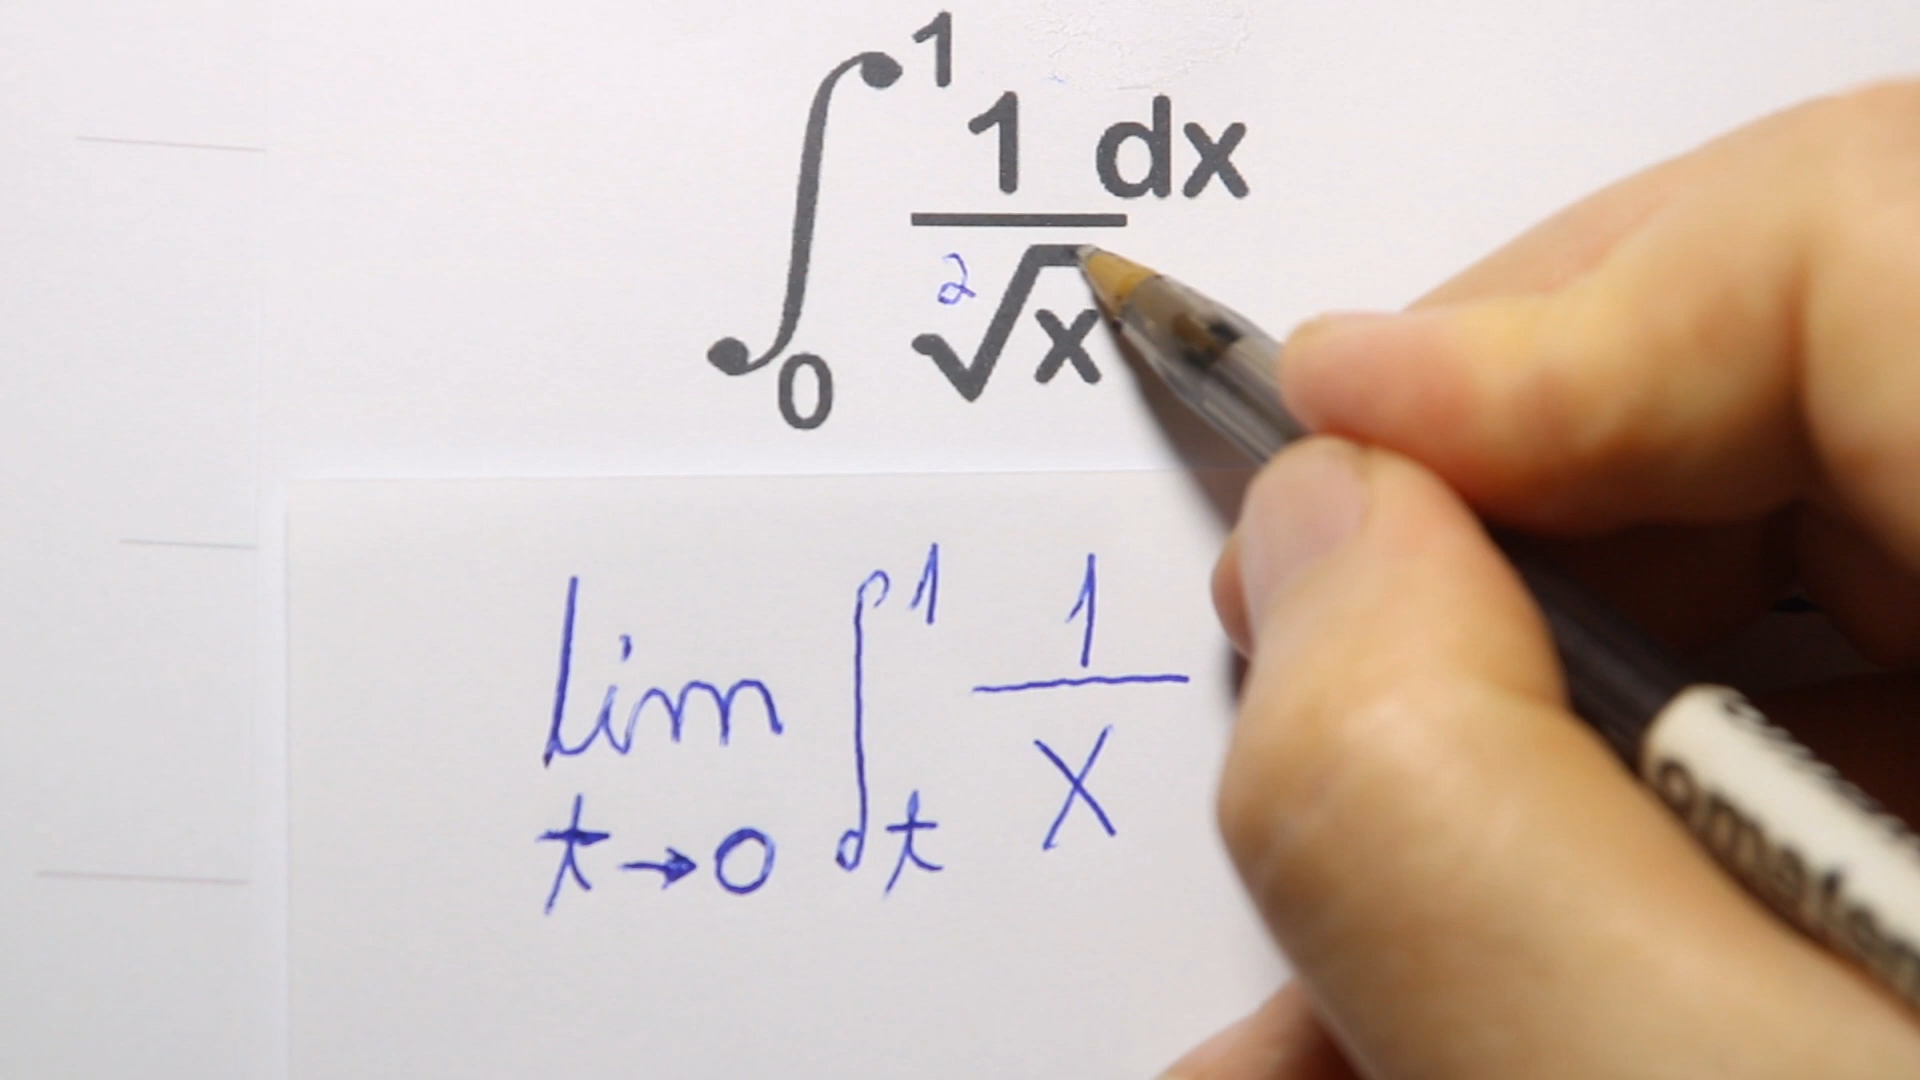 ∫₀¹ 1/²√x dx
lim t→0 ∫ₜ¹ 1/x